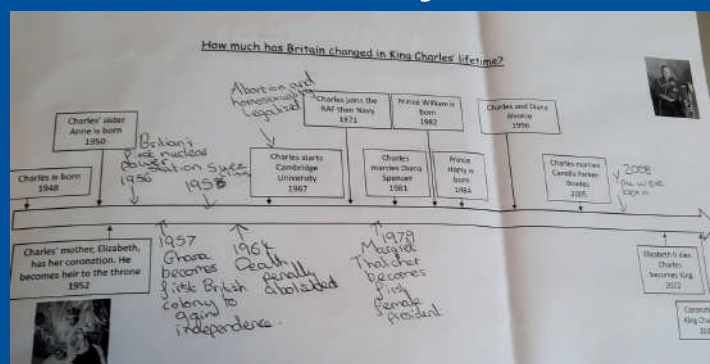 How much has Britain changed in King Charles' lifetime?
Charles is born
1948
Charles' sister
Anne is born
1950
Britian's
first nuclear
power
station
1956
Suez
crisis
Abortion and
homosexuality
Legalised
Charles starts
Cambridge
University
1967
Charles joins the
RAF then Navy
1971
Charles
marries Diana
Spencer
1981
Prince William is
born
1982
Prince
Harry is
born
1984
Charles and Diana
divorce
1996
Charles marries
Camilla Parker-
Bowles
2005
2008
born
Charles' mother, Elizabeth,
has her coronation. He
becomes heir to the throne
1952
1957
Ghana
becomes
first British
colony to
gain
independence.
Death
penalty
abolished
1979
Thatcher
becomes
first
female
president
Elizabeth II dies.
Charles
becomes King
2022
King